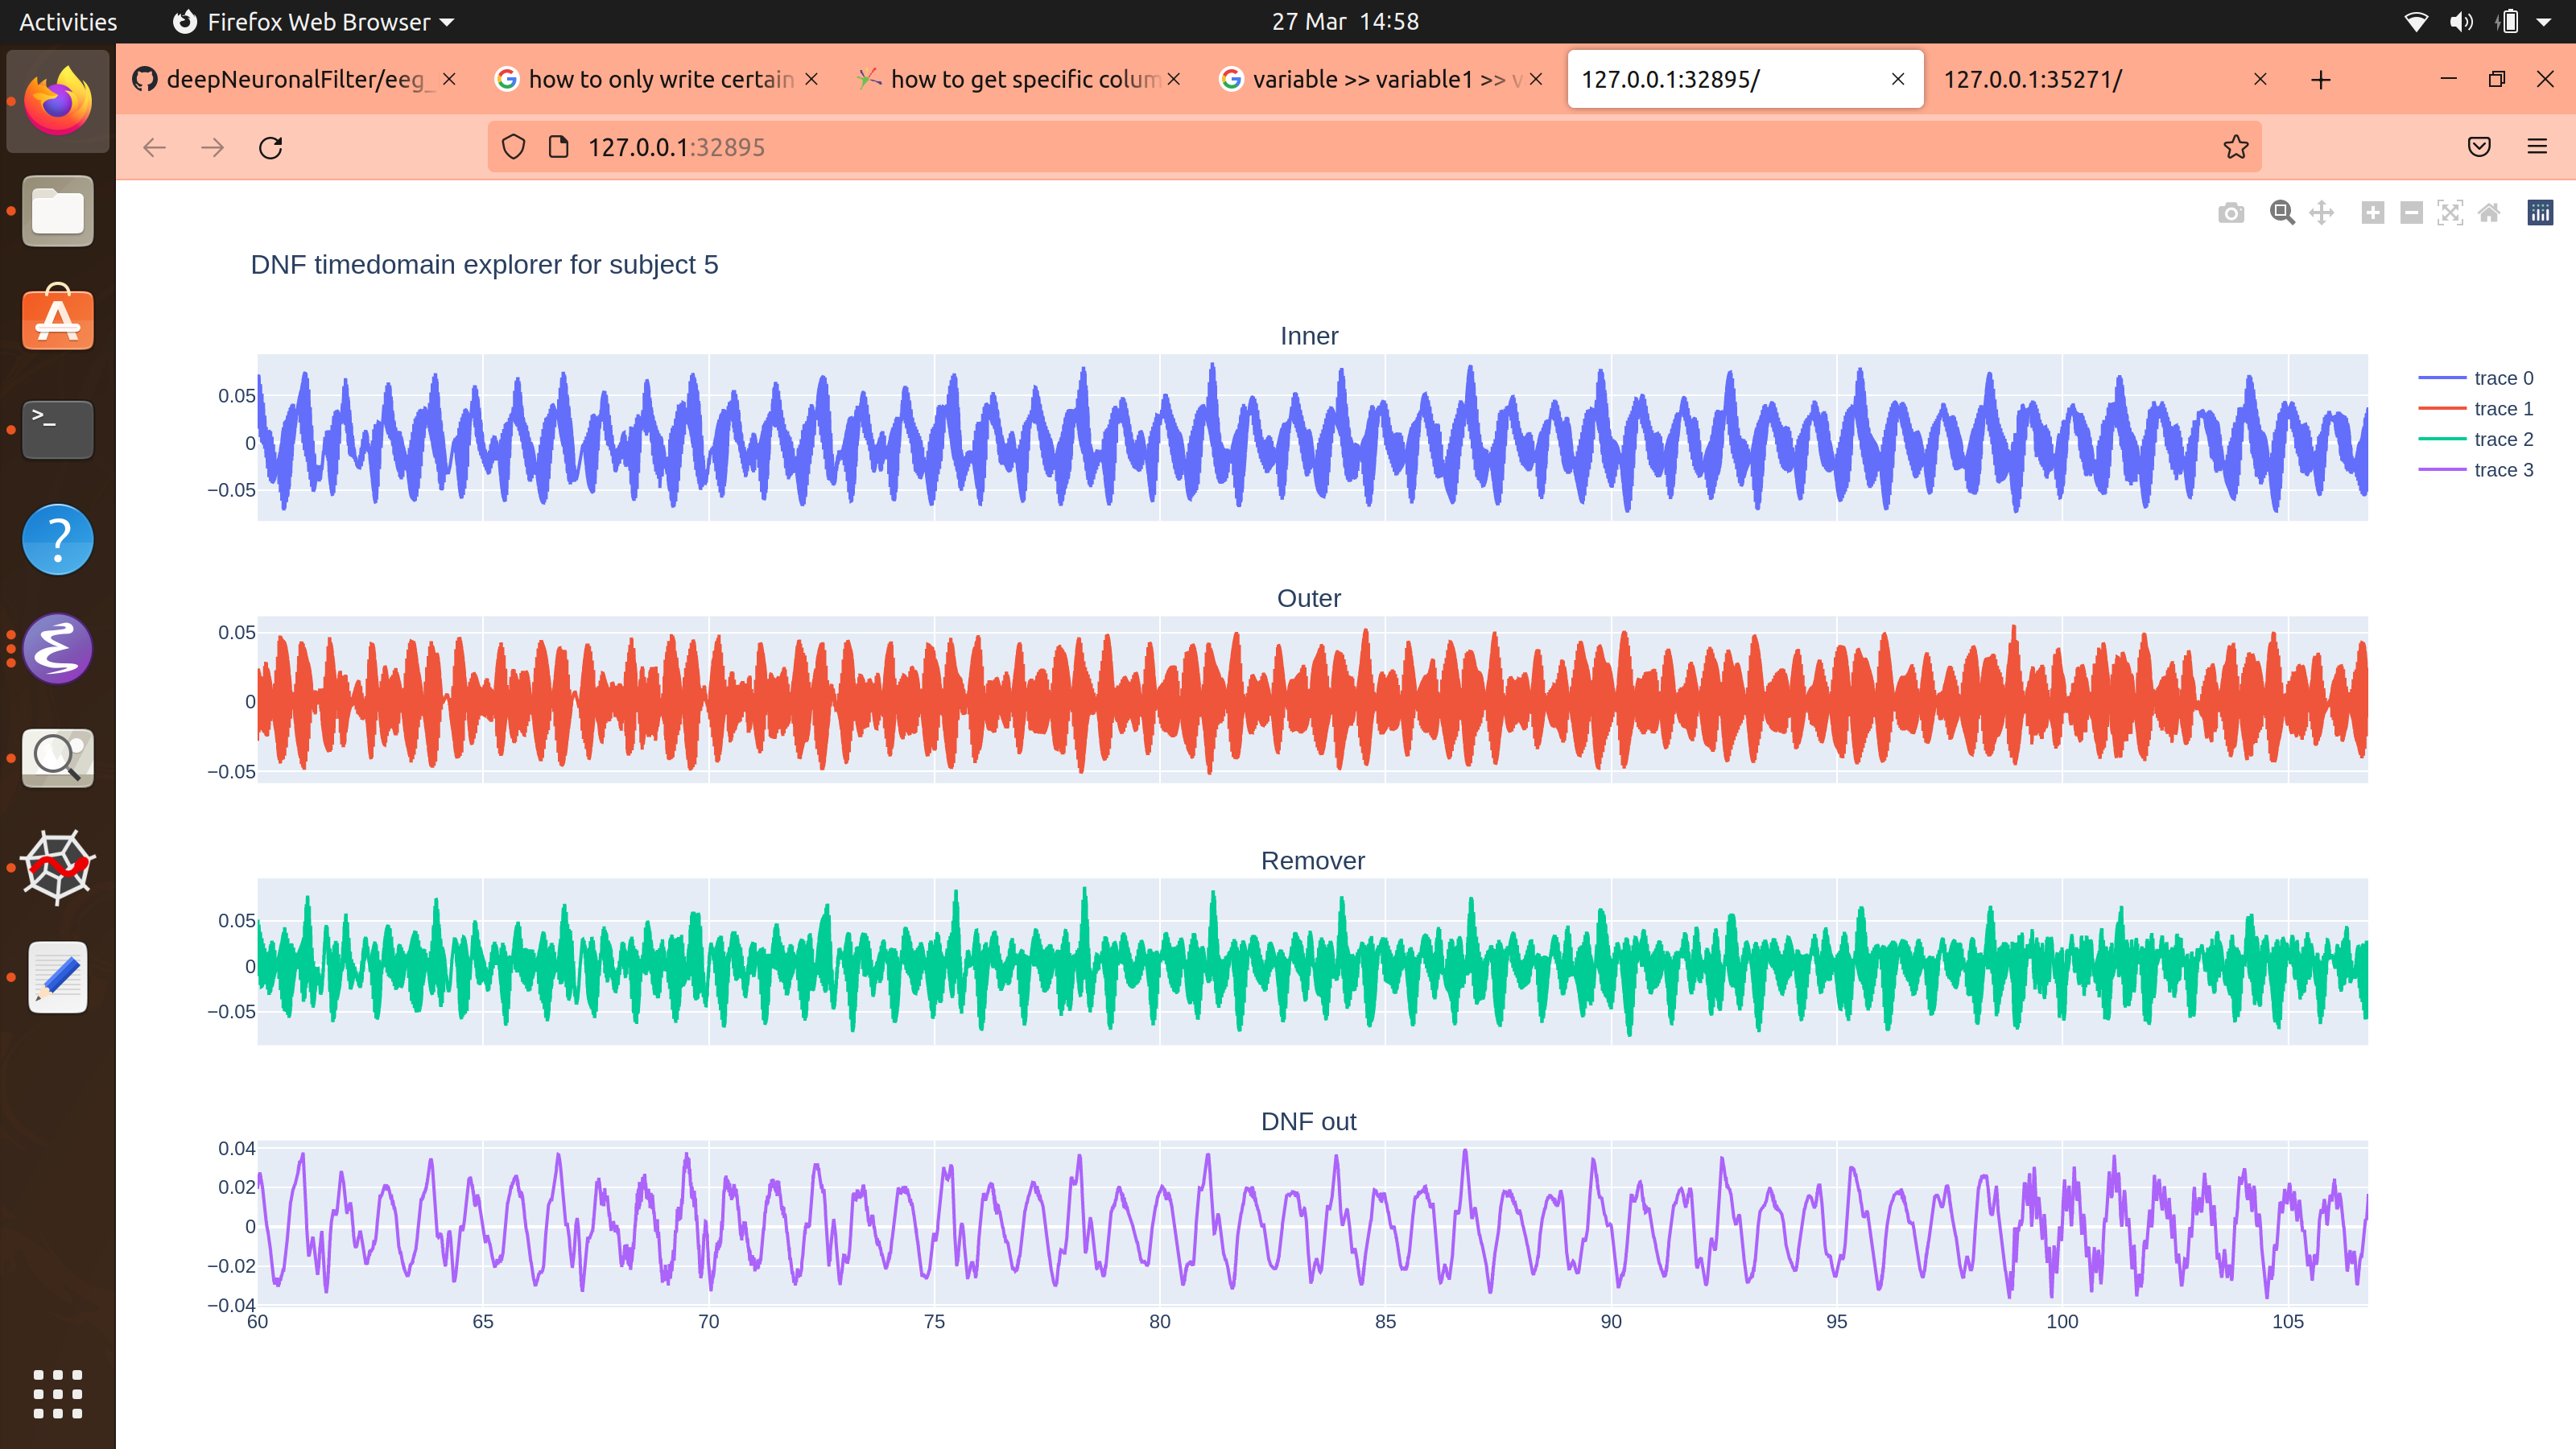 Activities
Firefox Web Browser
27 Mar 14:58
deepNeuronalFilter/eeg_
how to only write certain
how to get specific colum
variable >> variable1 >> v
127.0.0.1:32895/
127.0.0.1:35271/
127.0.0.1:32895
DNF timedomain explorer for subject 5
Inner
0.05
0
−0.05
trace 0
trace 1
trace 2
trace 3
Outer
0.05
0
−0.05
Remover
0.05
0
−0.05
DNF out
0.04
0.02
0
−0.02
−0.04
60 65 70 75 80 85 90 95 100 105